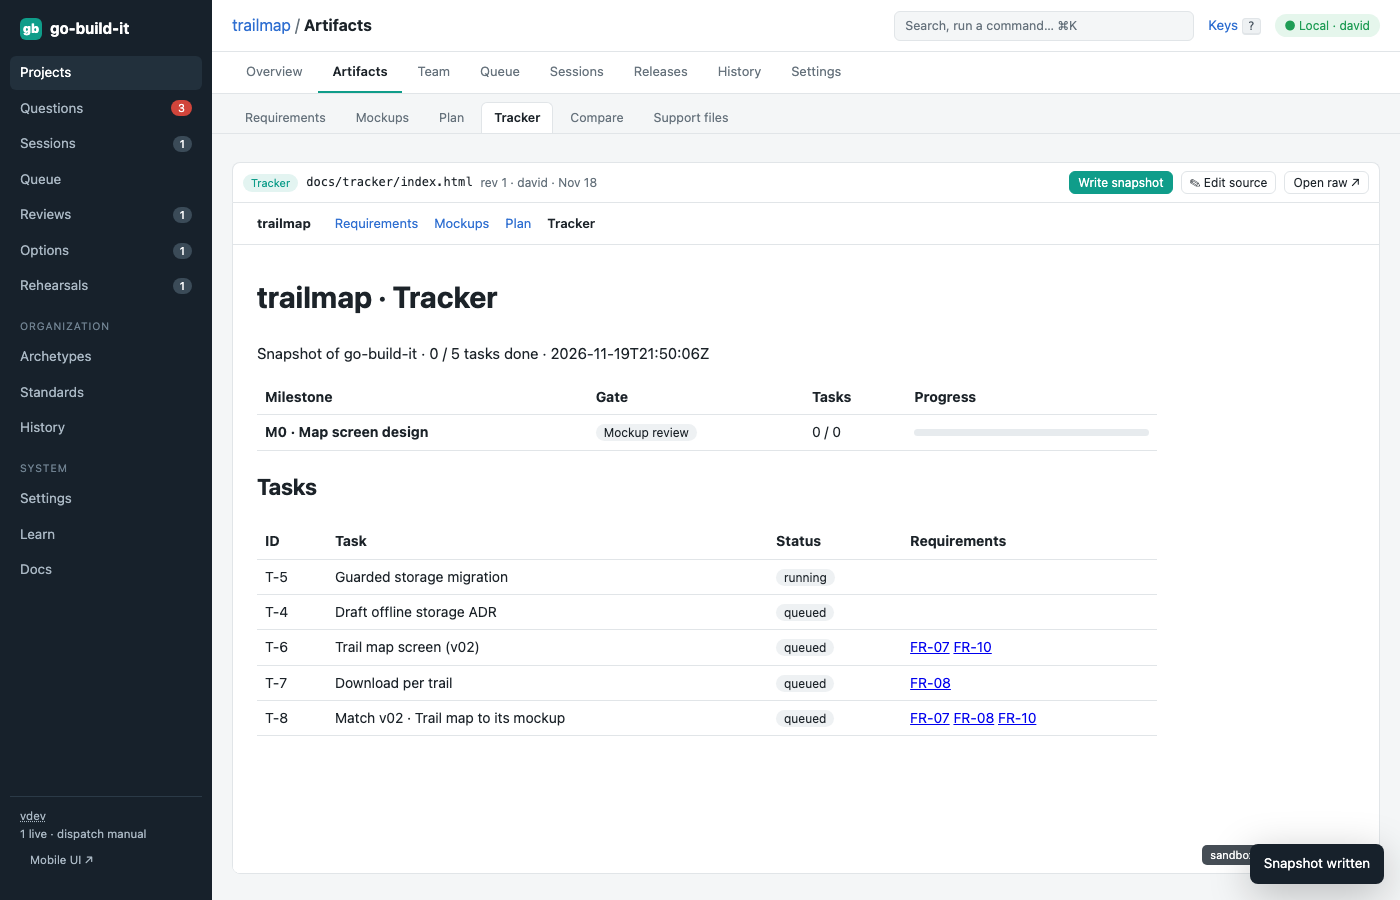 gb go-build-it
Projects
Questions 3
Sessions 1
Queue
Reviews 1
Options 1
Rehearsals 1
ORGANIZATION
Archetypes
Standards
History
SYSTEM
Settings
Learn
Docs
vdev
1 live · dispatch manual
Mobile UI ↗
trailmap / Artifacts
Search, run a command… ⌘K
Keys ?
Local · david
Overview Artifacts Team Queue Sessions Releases History Settings
Requirements Mockups Plan Tracker Compare Support files
Tracker docs/tracker/index.html rev 1 · david · Nov 18
Write snapshot ✎ Edit source Open raw ↗
trailmap Requirements Mockups Plan Tracker
trailmap · Tracker
Snapshot of go-build-it · 0 / 5 tasks done · 2026-11-19T21:50:06Z
Milestone Gate Tasks Progress
M0 · Map screen design Mockup review 0 / 0
Tasks
ID Task Status Requirements
T-5 Guarded storage migration running
T-4 Draft offline storage ADR queued
T-6 Trail map screen (v02) queued FR-07 FR-10
T-7 Download per trail queued FR-08
T-8 Match v02 · Trail map to its mockup queued FR-07 FR-08 FR-10
Snapshot written